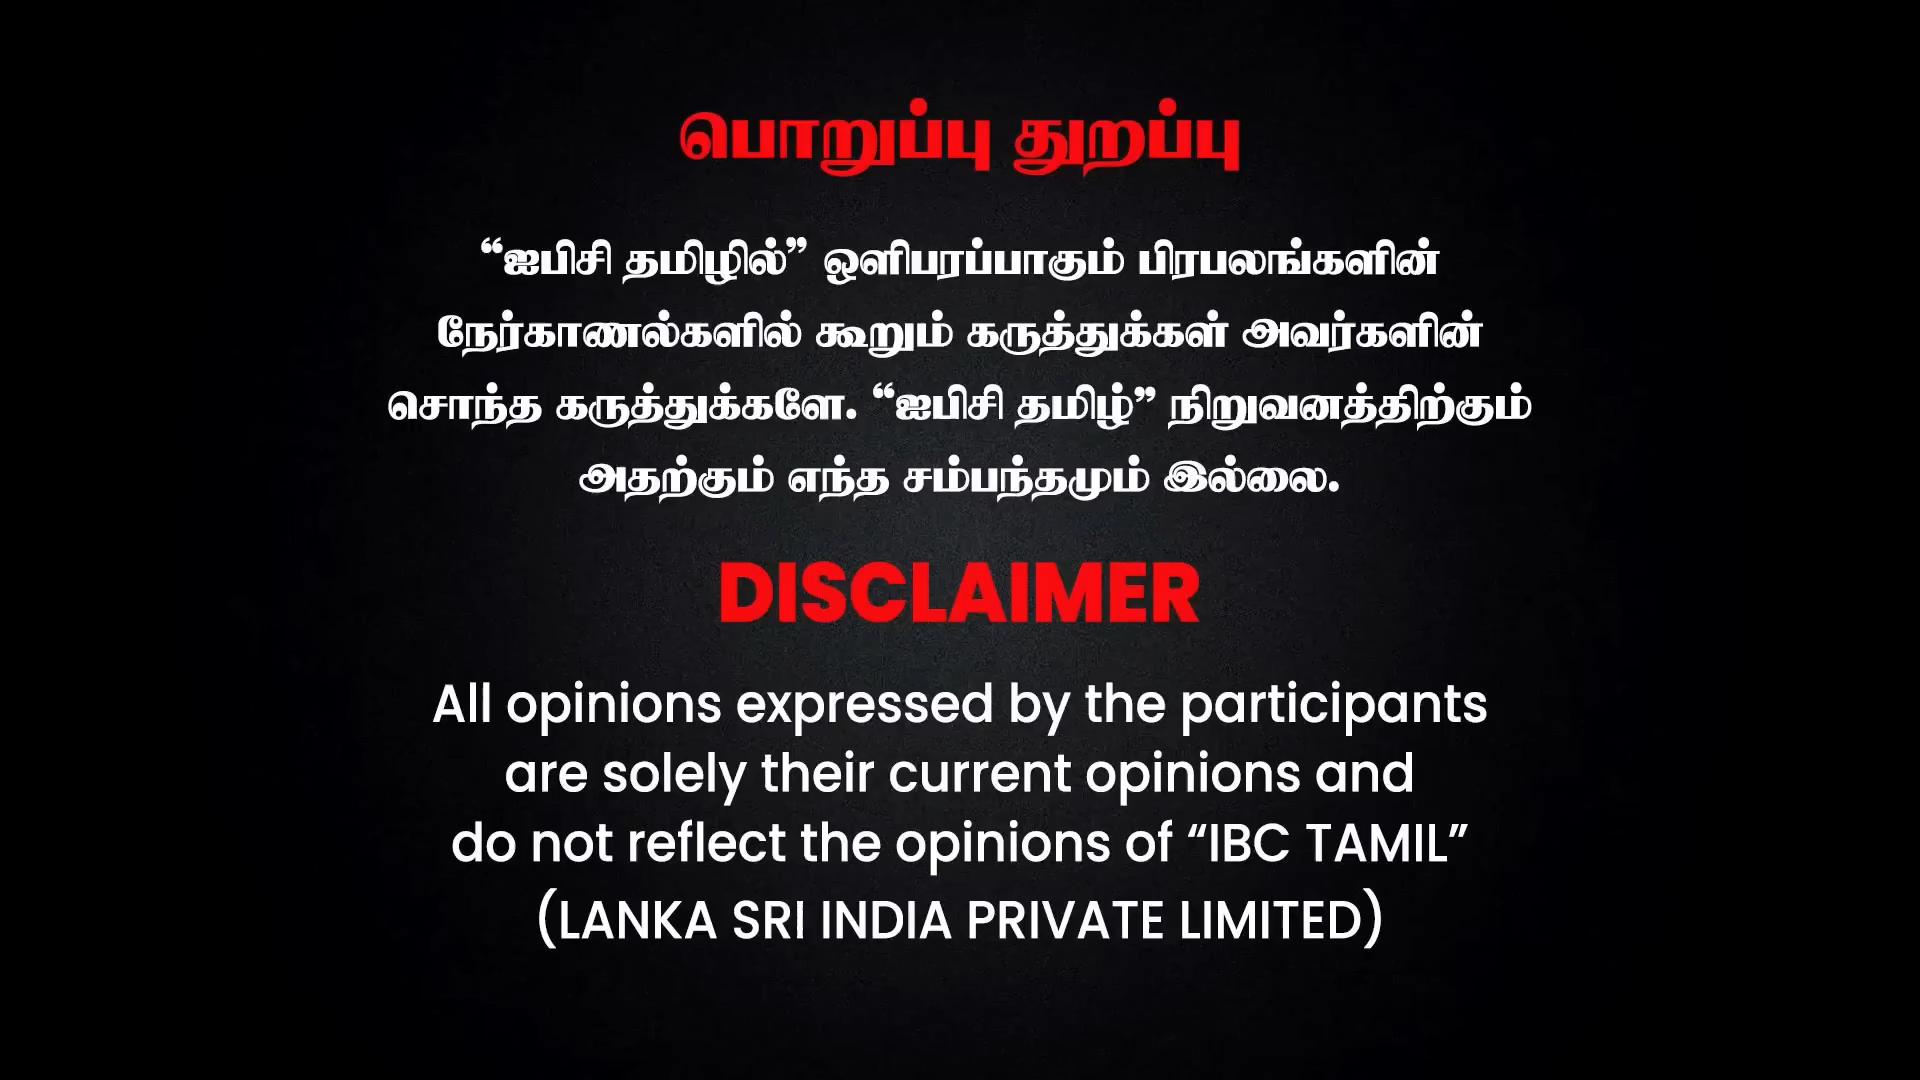 பொறுப்பு துறப்பு
“ஐபிசி தமிழில்” ஒளிபரப்பாகும் பிரபலங்களின்
நேர்காணல்களில் கூறும் கருத்துக்கள் அவர்களின்
சொந்த கருத்துக்களே. “ஐபிசி தமிழ்” நிறுவனத்திற்கும்
அதற்கும் எந்த சம்பந்தமும் இல்லை.
DISCLAIMER
All opinions expressed by the participants
are solely their current opinions and
do not reflect the opinions of “IBC TAMIL”
(LANKA SRI INDIA PRIVATE LIMITED)